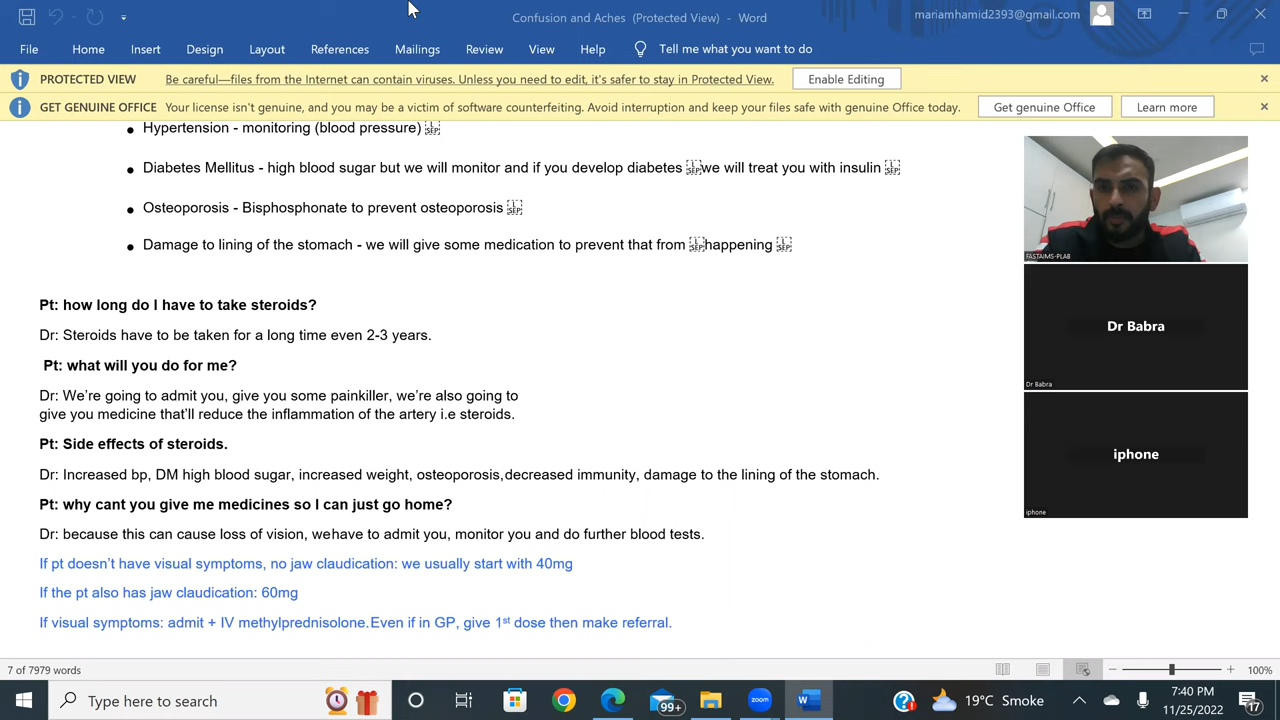 Confusion and Aches (Protected View) - Word
mariamhamid2393@gmail.com
File Home Insert Design Layout References Mailings Review View Help Tell me what you want to do
PROTECTED VIEW Be careful—files from the Internet can contain viruses. Unless you need to edit, it's safer to stay in Protected View. Enable Editing
GET GENUINE OFFICE Your license isn't genuine, and you may be a victim of software counterfeiting. Avoid interruption and keep your files safe with genuine Office today. Get genuine Office Learn more
• Hypertension - monitoring (blood pressure) LSEP
• Diabetes Mellitus - high blood sugar but we will monitor and if you develop diabetes LSEPwe will treat you with insulin LSEP
• Osteoporosis - Bisphosphonate to prevent osteoporosis LSEP
• Damage to lining of the stomach - we will give some medication to prevent that from LSEPhappening LSEP
Pt: how long do I have to take steroids?
Dr: Steroids have to be taken for a long time even 2-3 years.
Pt: what will you do for me?
Dr: We're going to admit you, give you some painkiller, we're also going to
give you medicine that'll reduce the inflammation of the artery i.e steroids.
Pt: Side effects of steroids.
Dr: Increased bp, DM high blood sugar, increased weight, osteoporosis,decreased immunity, damage to the lining of the stomach.
Pt: why cant you give me medicines so I can just go home?
Dr: because this can cause loss of vision, wehave to admit you, monitor you and do further blood tests.
If pt doesn't have visual symptoms, no jaw claudication: we usually start with 40mg
If the pt also has jaw claudication: 60mg
If visual symptoms: admit + IV methylprednisolone.Even if in GP, give 1st dose then make referral.
FASTAIMS-PLAB
Dr Babra
Dr Babra
iphone
iphone
7 of 7979 words
100%
Type here to search
99+
zoom
19°C Smoke
7:40 PM
11/25/2022
17